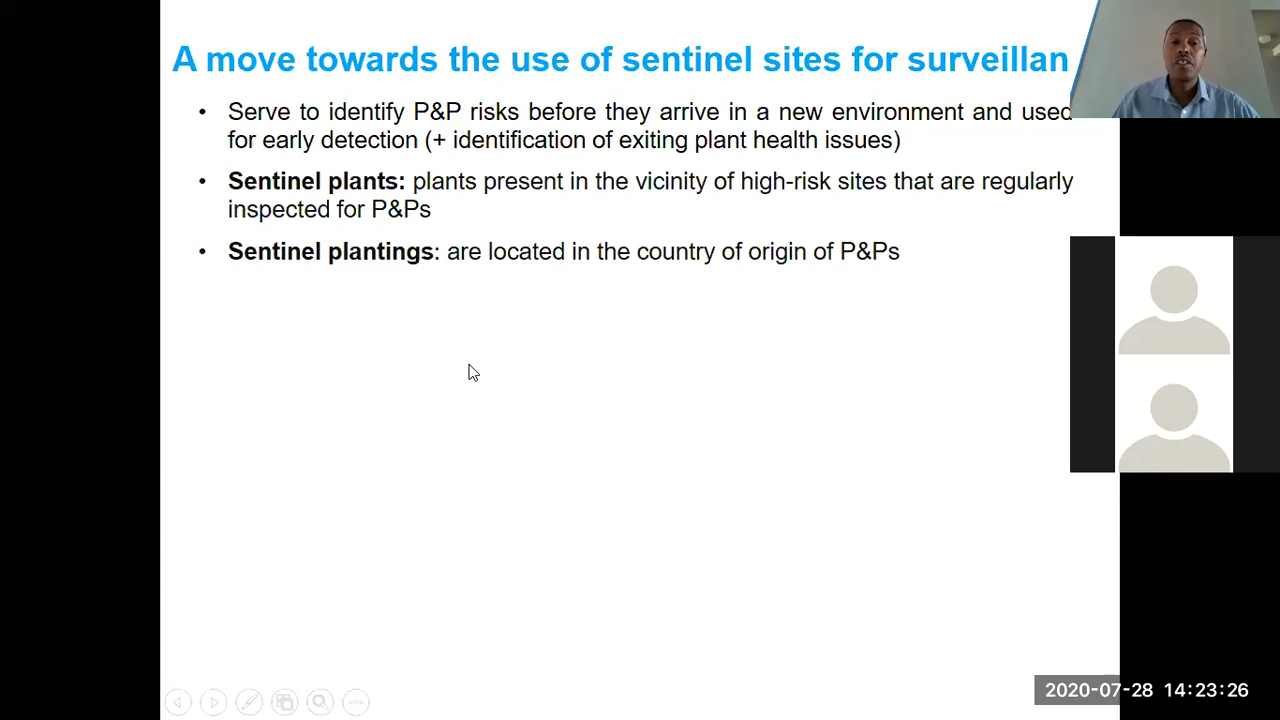 A move towards the use of sentinel sites for surveillan
• Serve to identify P&P risks before they arrive in a new environment and used
for early detection (+ identification of exiting plant health issues)
• Sentinel plants: plants present in the vicinity of high-risk sites that are regularly
inspected for P&Ps
• Sentinel plantings: are located in the country of origin of P&Ps
2020-07-28 14:23:26